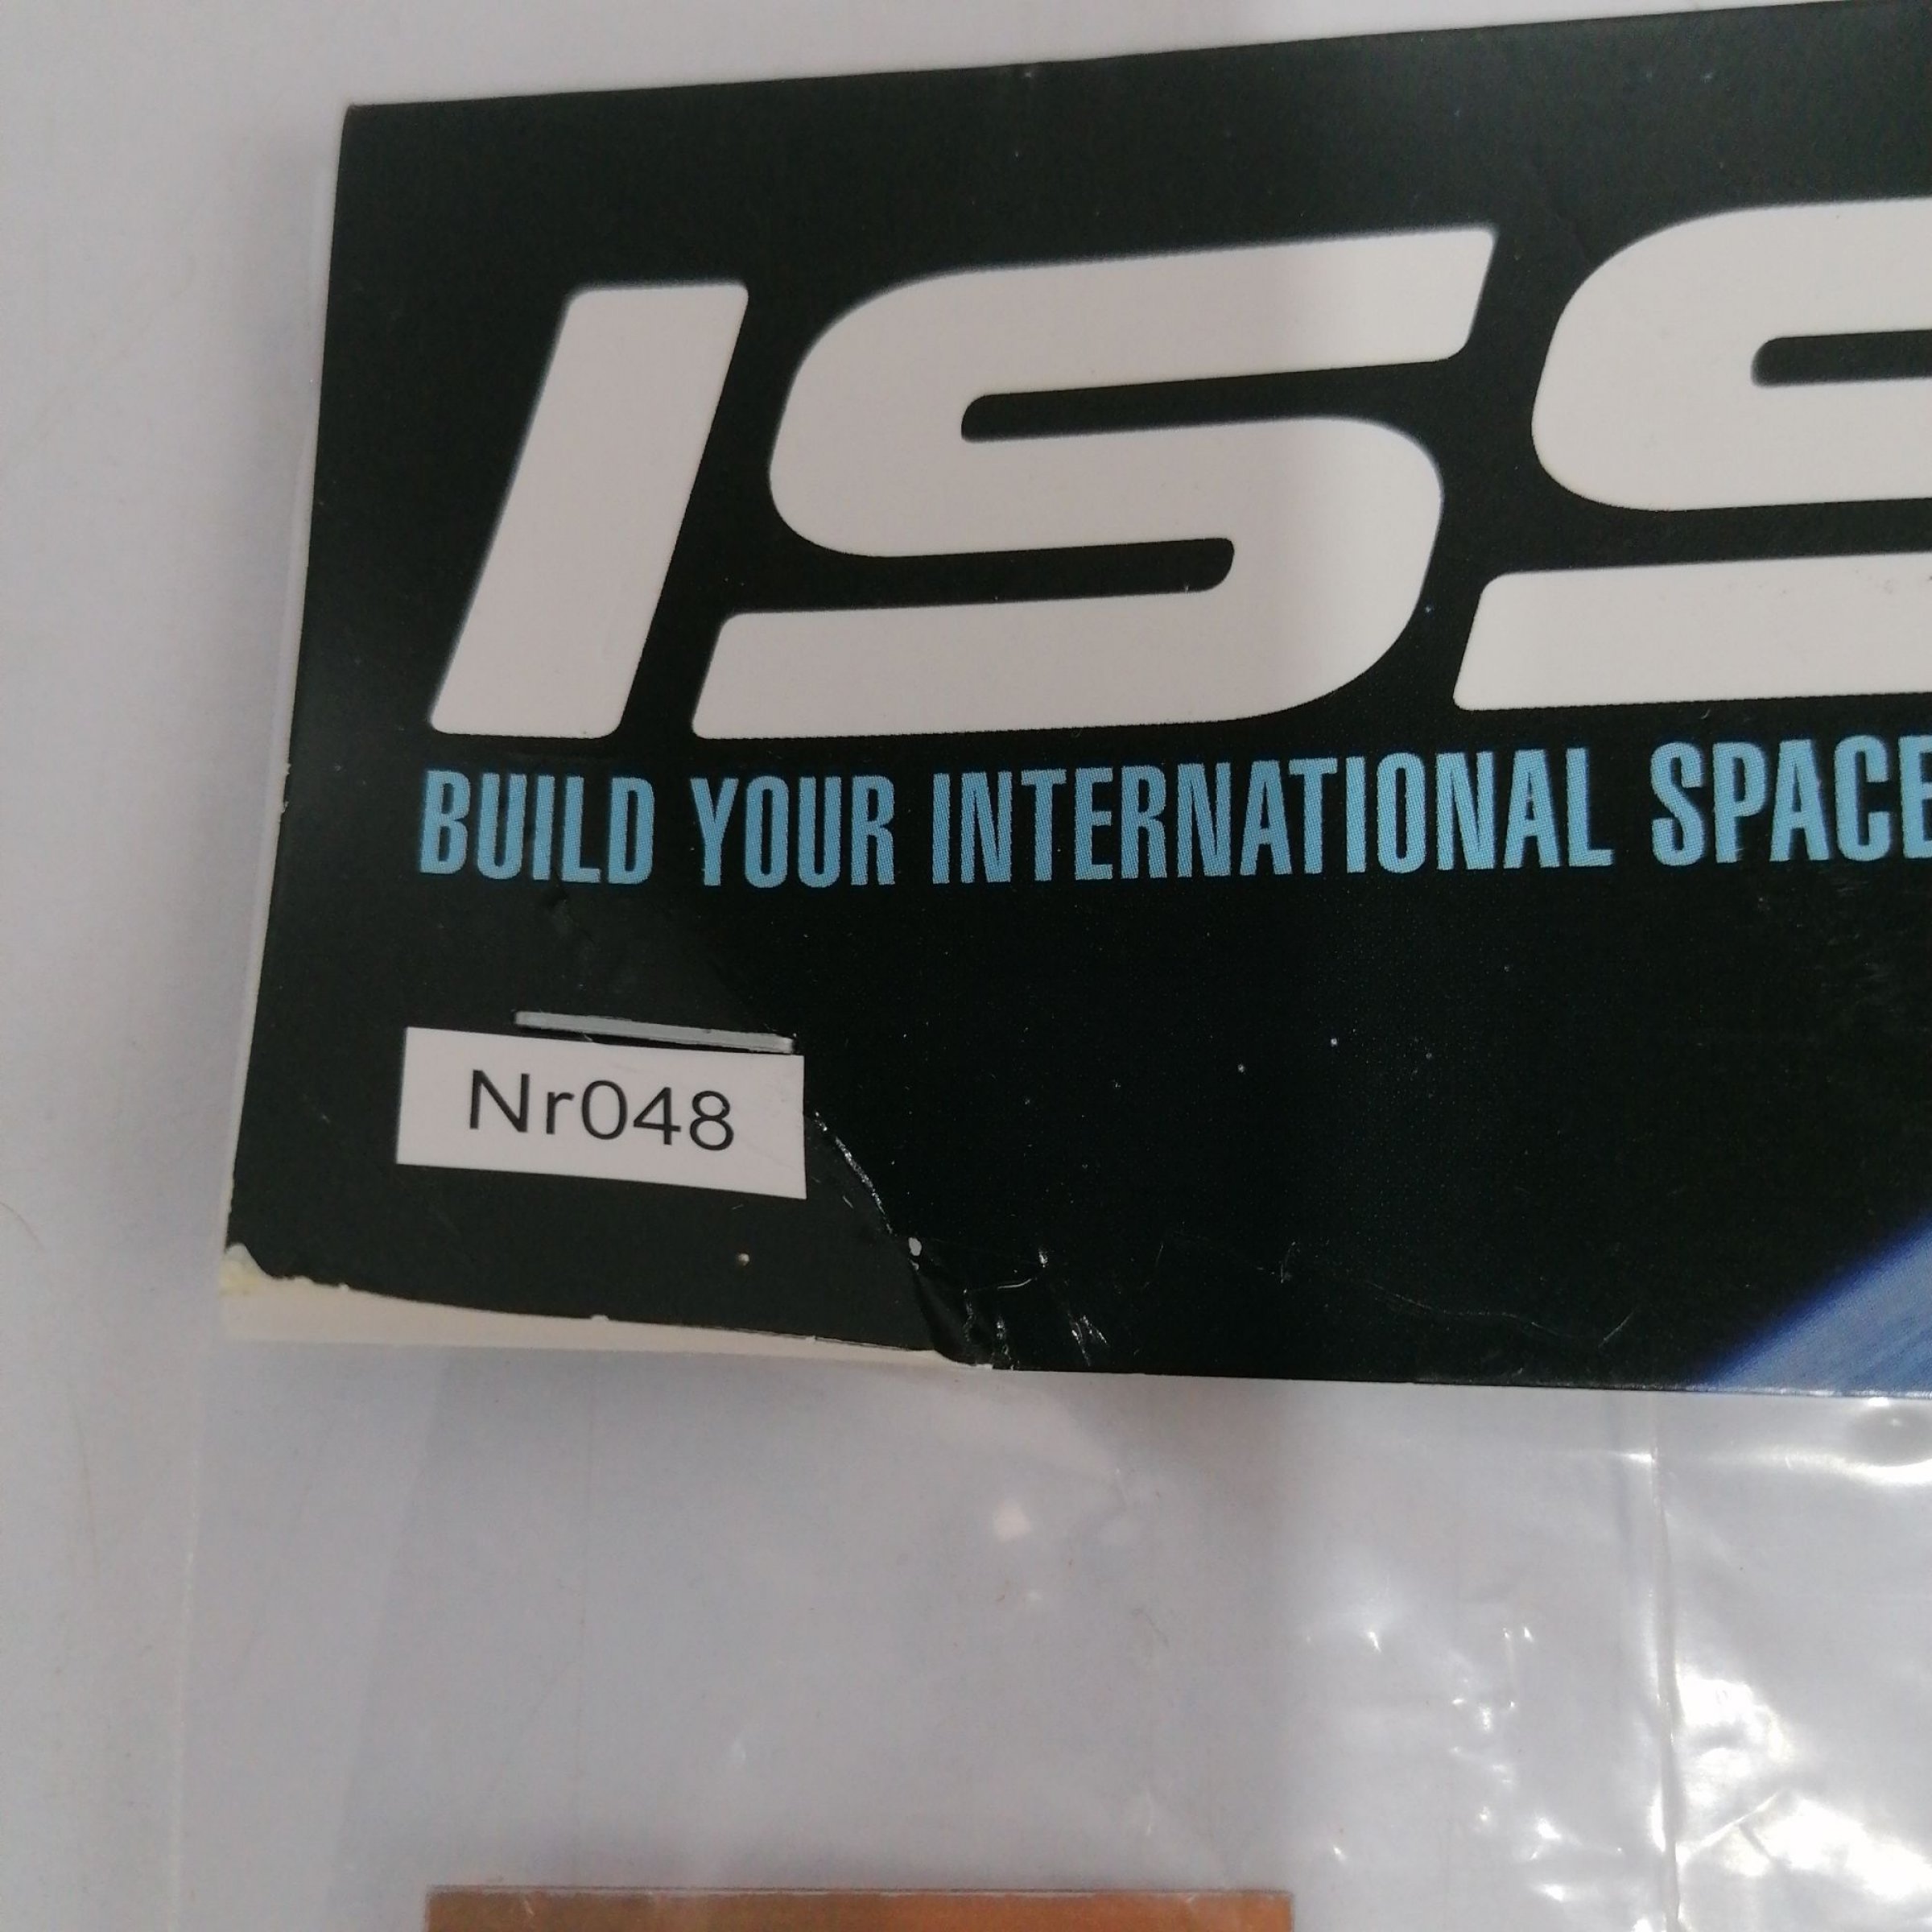 ISS
BUILD YOUR INTERNATIONAL SPACE
Nr048